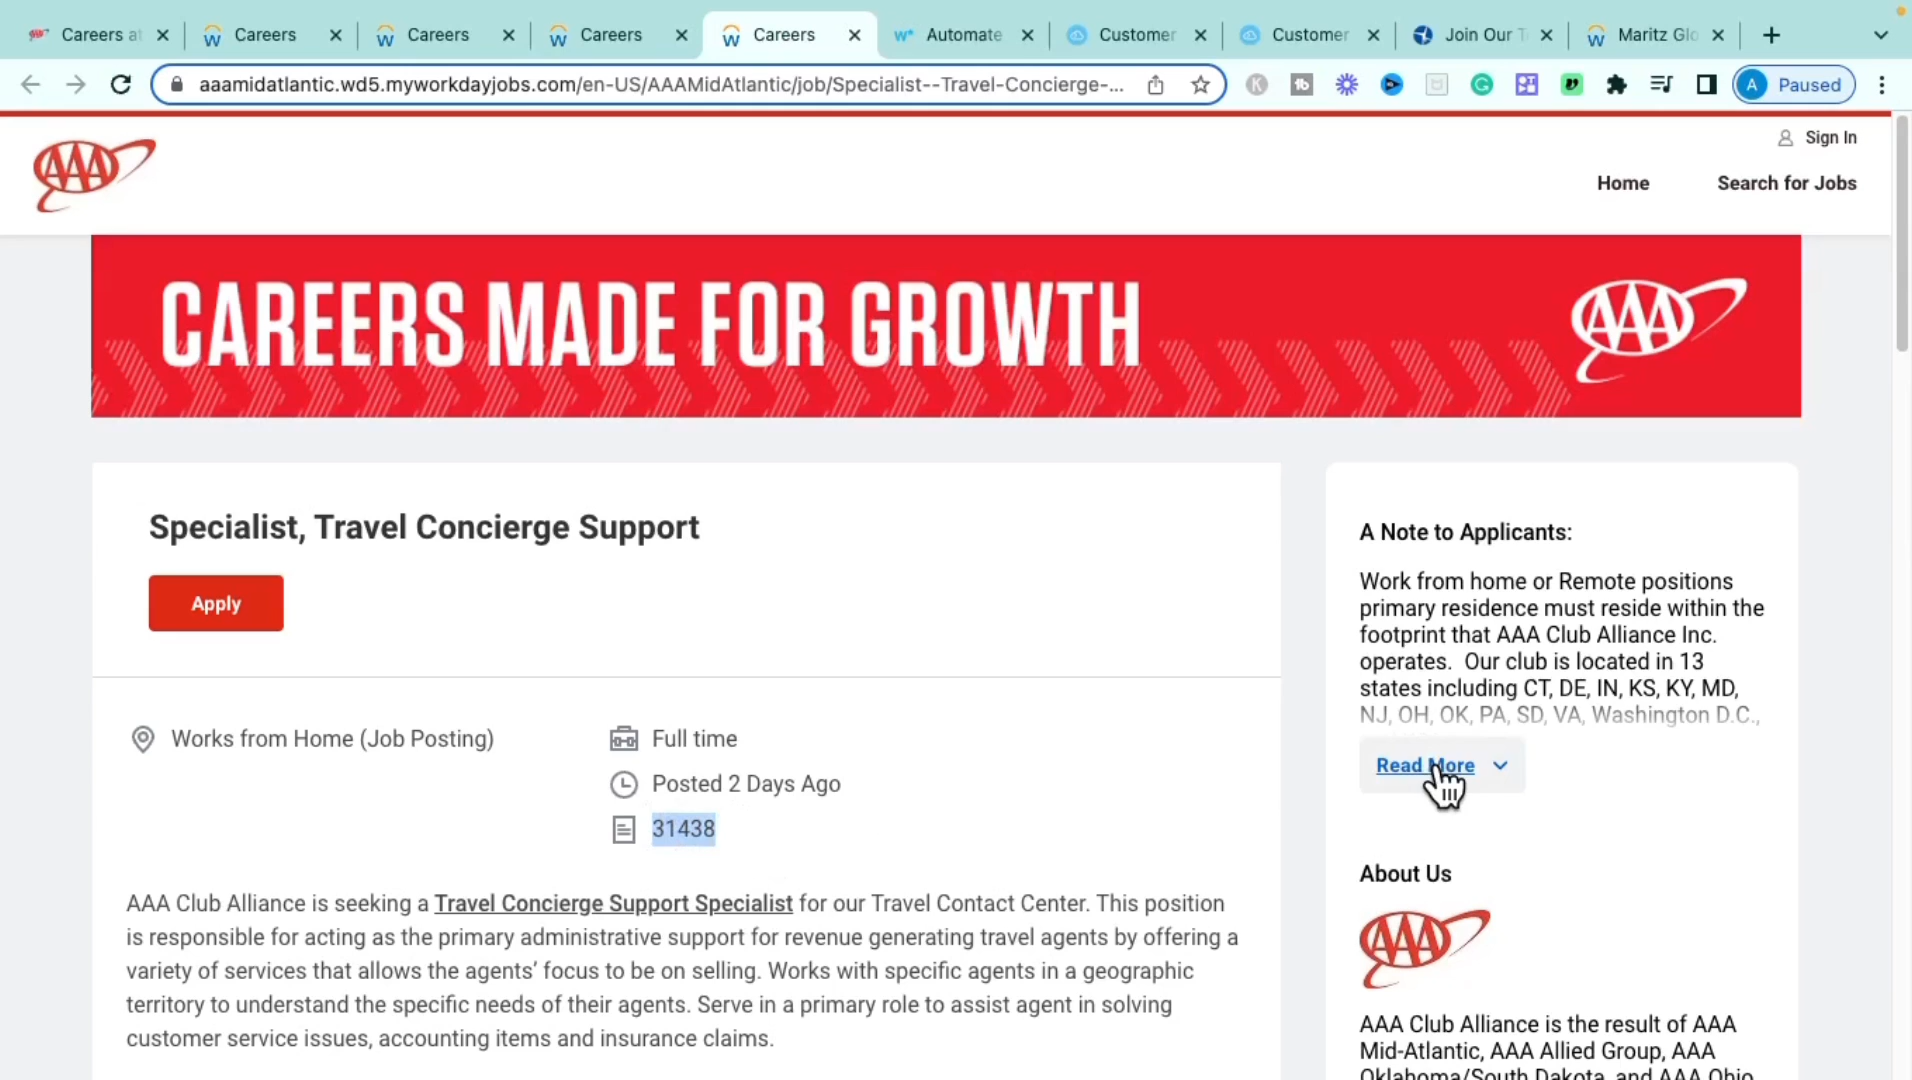 Careers at
Careers
Careers
Careers
Careers
Automate
Customer
Customer
Join Our T
Maritz Glo
aaamidatlantic.wd5.myworkdayjobs.com/en-US/AAAMidAtlantic/job/Specialist--Travel-Concierge-...
A Paused
AAA
Sign In
Home
Search for Jobs
CAREERS MADE FOR GROWTH
AAA
Specialist, Travel Concierge Support
Apply
Works from Home (Job Posting)
Full time
Posted 2 Days Ago
31438
AAA Club Alliance is seeking a Travel Concierge Support Specialist for our Travel Contact Center. This position
is responsible for acting as the primary administrative support for revenue generating travel agents by offering a
variety of services that allows the agents’ focus to be on selling. Works with specific agents in a geographic
territory to understand the specific needs of their agents. Serve in a primary role to assist agent in solving
customer service issues, accounting items and insurance claims.
A Note to Applicants:
Work from home or Remote positions
primary residence must reside within the
footprint that AAA Club Alliance Inc.
operates. Our club is located in 13
states including CT, DE, IN, KS, KY, MD,
NJ, OH, OK, PA, SD, VA, Washington D.C.,
Read More
About Us
AAA
AAA Club Alliance is the result of AAA
Mid-Atlantic, AAA Allied Group, AAA
Oklahoma/South Dakota, and AAA Ohio